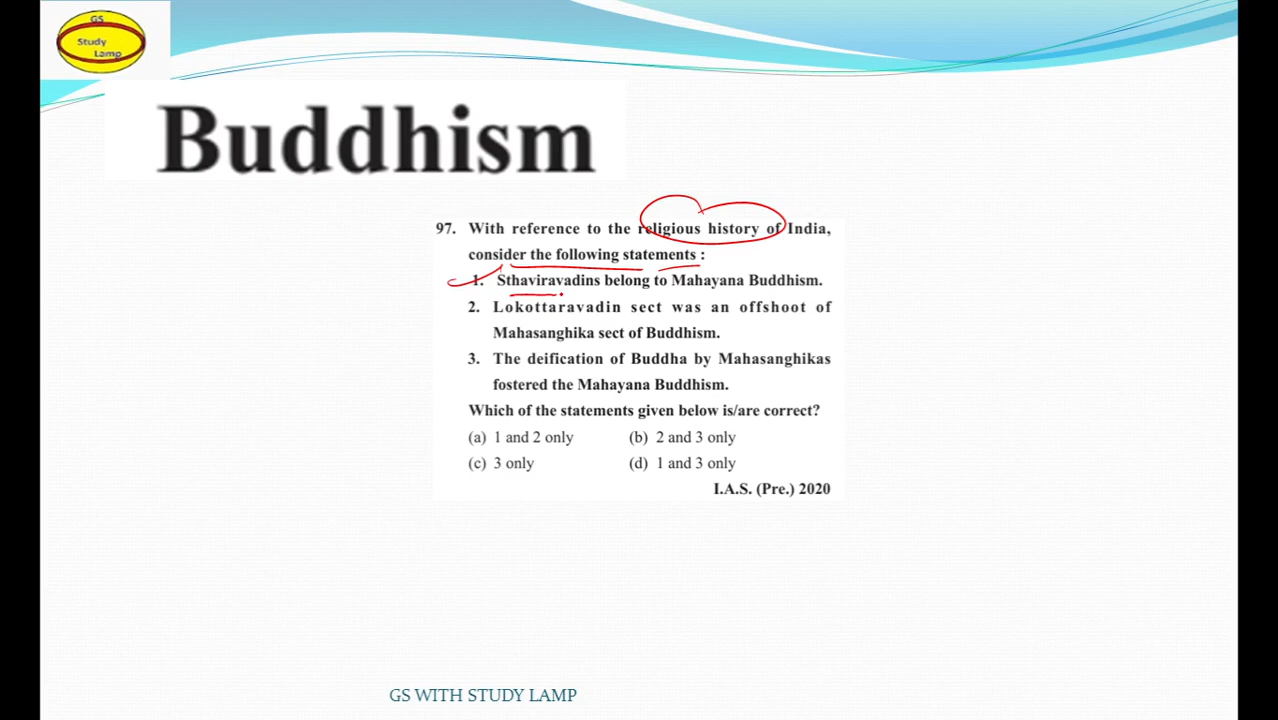 GS
Study
Lamp
Buddhism
97. With reference to the religious history of India,
consider the following statements :
1. Sthaviravadins belong to Mahayana Buddhism.
2. Lokottaravadin sect was an offshoot of
Mahasanghika sect of Buddhism.
3. The deification of Buddha by Mahasanghikas
fostered the Mahayana Buddhism.
Which of the statements given below is/are correct?
(a) 1 and 2 only (b) 2 and 3 only
(c) 3 only (d) 1 and 3 only
I.A.S. (Pre.) 2020
GS WITH STUDY LAMP